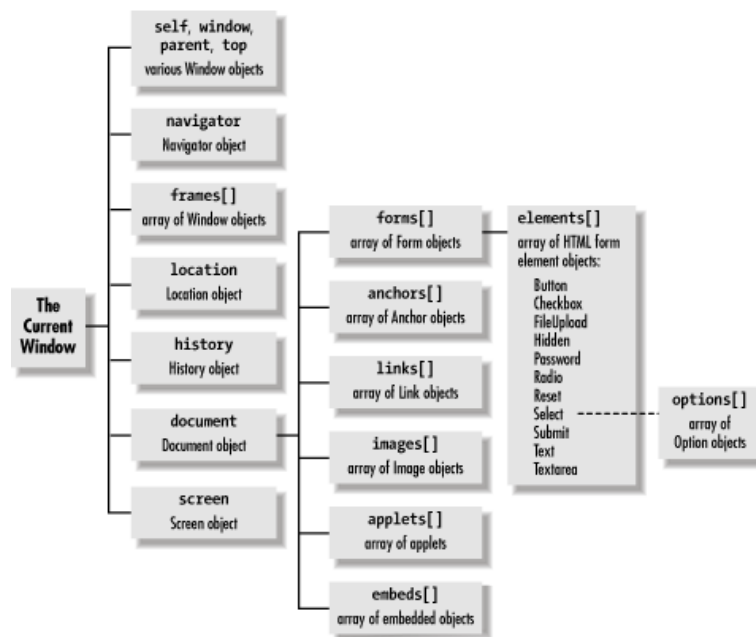 The
Current
Window
self, window,
parent, top
various Window objects
navigator
Navigator object
frames[]
array of Window objects
location
Location object
history
History object
document
Document object
screen
Screen object
forms[]
array of Form objects
anchors[]
array of Anchor objects
links[]
array of Link objects
images[]
array of Image objects
applets[]
array of applets
embeds[]
array of embedded objects
elements[]
array of HTML form
element objects:
Button
Checkbox
FileUpload
Hidden
Password
Radio
Reset
Select
Submit
Text
Textarea
options[]
array of
Option objects